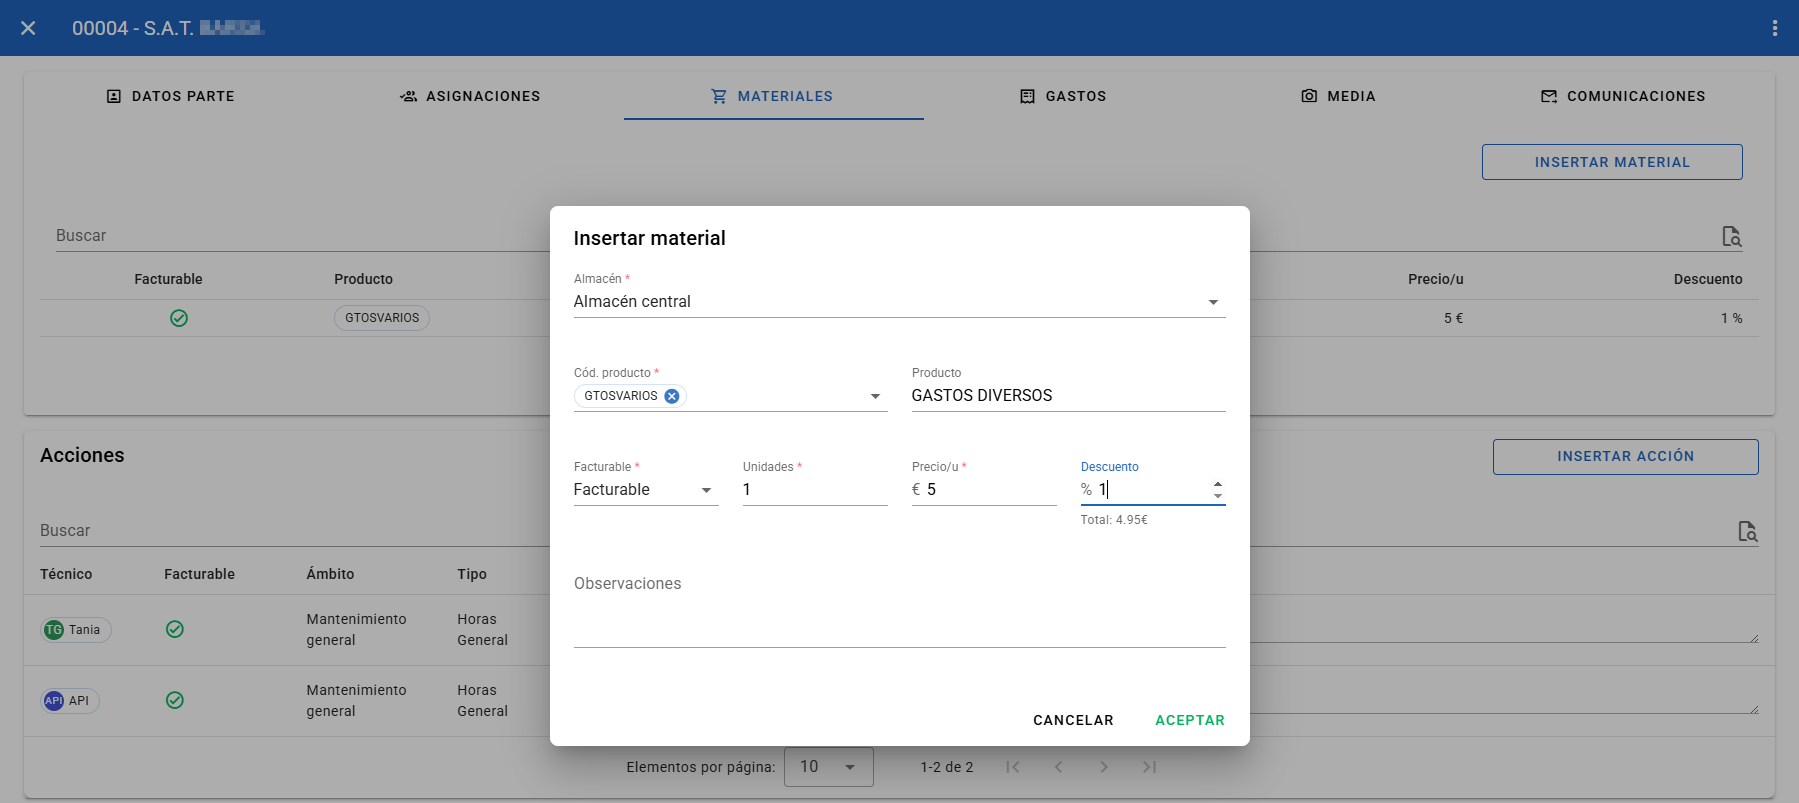 00004 - S.A.T.
DATOS PARTE
ASIGNACIONES
MATERIALES
GASTOS
MEDIA
COMUNICACIONES
INSERTAR MATERIAL
Buscar
Facturable
Producto
Precio/u
Descuento
GTOSVARIOS
5 €
1 %
Insertar material
Almacén *
Almacén central
Cód. producto *
GTOSVARIOS
Producto
GASTOS DIVERSOS
Facturable *
Facturable
Unidades *
1
Precio/u *
€ 5
Descuento
% 1
Total: 4.95€
Observaciones
CANCELAR
ACEPTAR
Acciones
INSERTAR ACCIÓN
Buscar
Técnico
Facturable
Ámbito
Tipo
TG Tania
Mantenimiento
general
Horas
General
API API
Mantenimiento
general
Horas
General
Elementos por página:
10
1-2 de 2